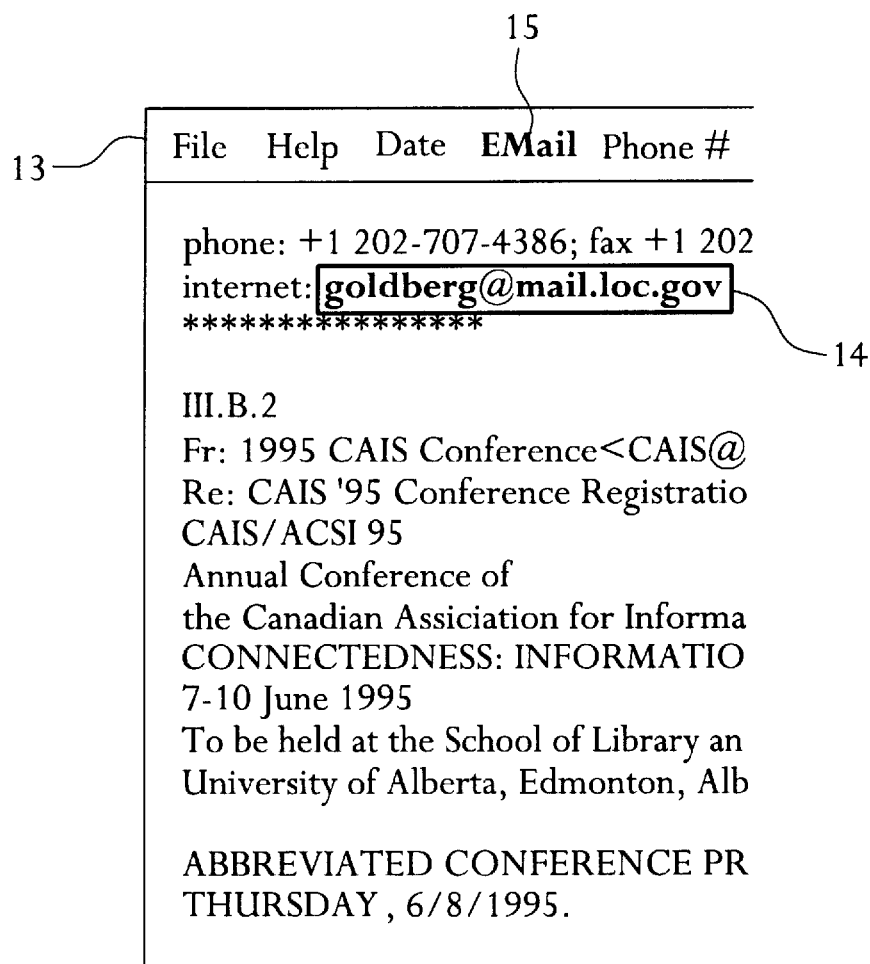 15
13
File Help Date EMail Phone #
phone: +1 202-707-4386; fax +1 202
internet: goldberg@mail.loc.gov
****************
14
III.B.2
Fr: 1995 CAIS Conference<CAIS@
Re: CAIS '95 Conference Registratio
CAIS/ACSI 95
Annual Conference of
the Canadian Assiciation for Informa
CONNECTEDNESS: INFORMATIO
7-10 June 1995
To be held at the School of Library an
University of Alberta, Edmonton, Alb
ABBREVIATED CONFERENCE PR
THURSDAY , 6/8/1995.